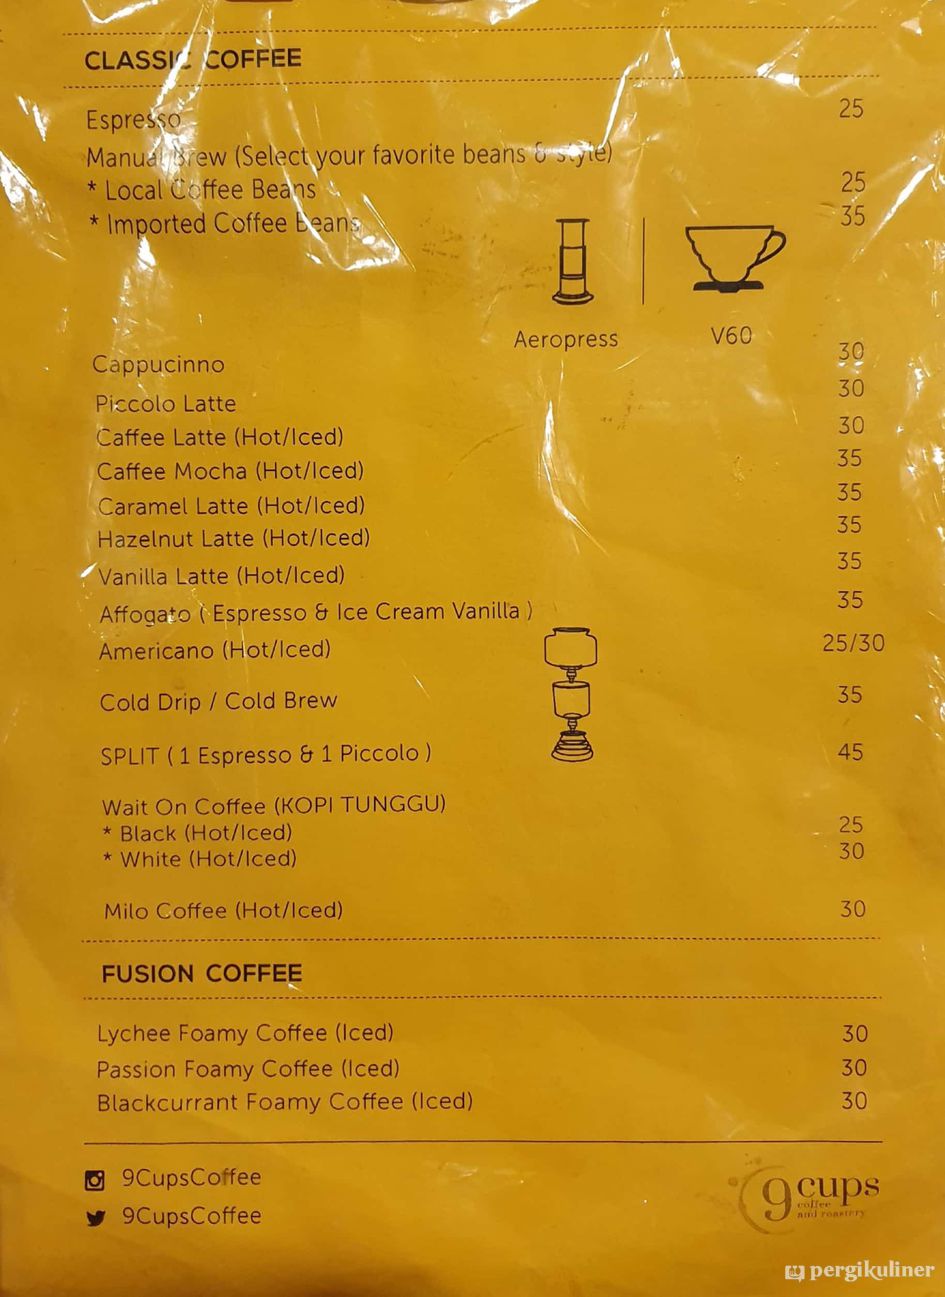 CLASSIC COFFEE
Espresso 25
Manual Brew (Select your favorite beans & style)
* Local Coffee Beans 25
* Imported Coffee Beans 35
Aeropress V60
Cappucinno 30
Piccolo Latte 30
Caffee Latte (Hot/Iced) 30
Caffee Mocha (Hot/Iced) 35
Caramel Latte (Hot/Iced) 35
Hazelnut Latte (Hot/Iced) 35
Vanilla Latte (Hot/Iced) 35
Affogato ( Espresso & Ice Cream Vanilla ) 35
Americano (Hot/Iced) 25/30
Cold Drip / Cold Brew 35
SPLIT ( 1 Espresso & 1 Piccolo ) 45
Wait On Coffee (KOPI TUNGGU)
* Black (Hot/Iced) 25
* White (Hot/Iced) 30
Milo Coffee (Hot/Iced) 30
FUSION COFFEE
Lychee Foamy Coffee (Iced) 30
Passion Foamy Coffee (Iced) 30
Blackcurrant Foamy Coffee (Iced) 30
9CupsCoffee
9CupsCoffee
9 cups
coffee
and roastery
pergikuliner